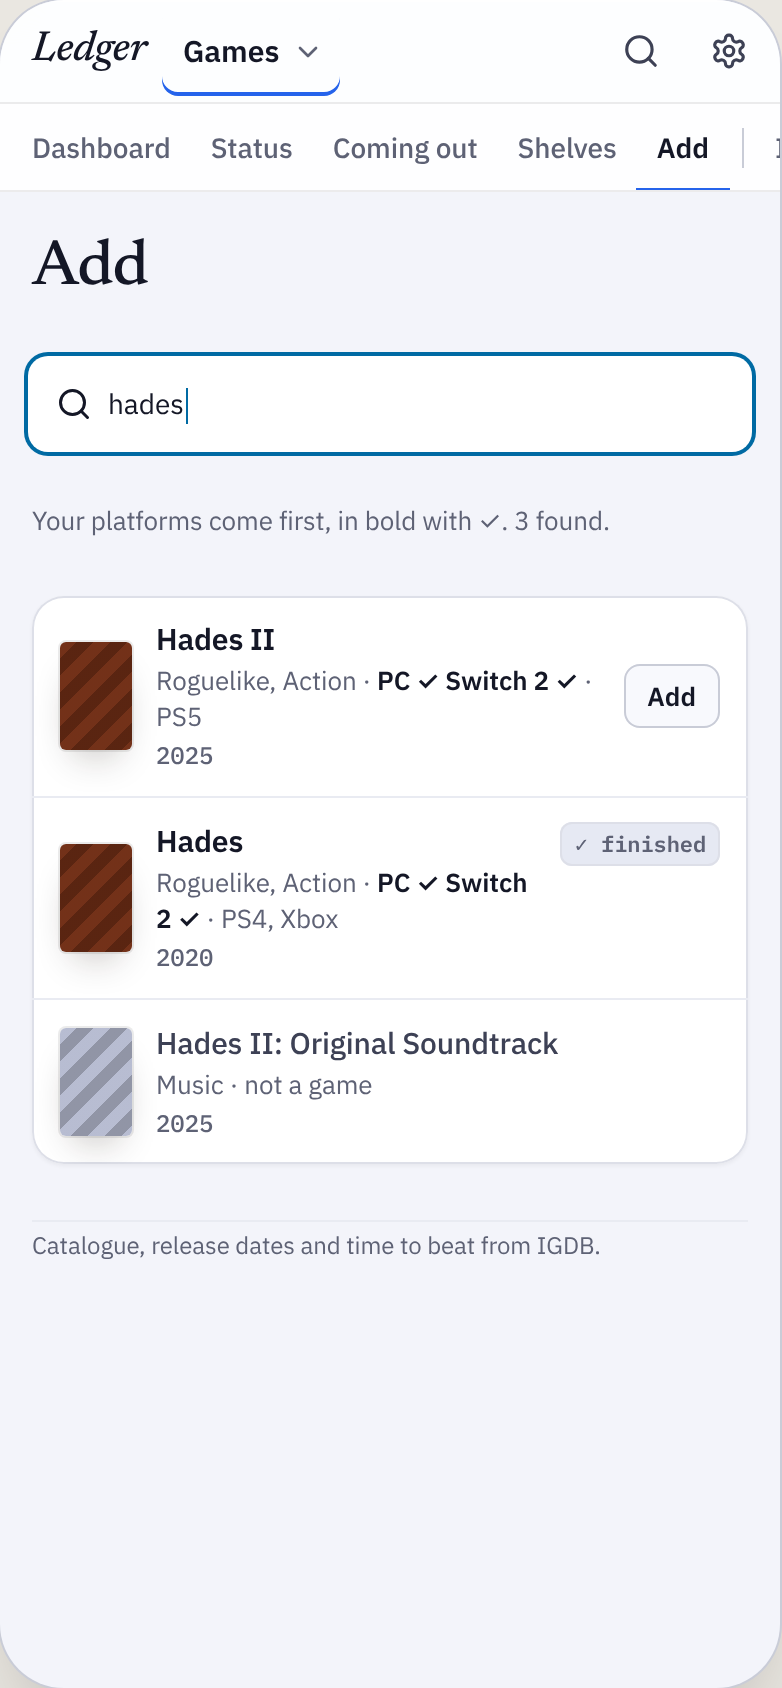 Ledger Games
Dashboard Status Coming out Shelves Add
Add
hades
Your platforms come first, in bold with ✓. 3 found.
Hades II
Roguelike, Action · PC ✓ Switch 2 ✓ ·
PS5
2025
Add
Hades
✓ finished
Roguelike, Action · PC ✓ Switch
2 ✓ · PS4, Xbox
2020
Hades II: Original Soundtrack
Music · not a game
2025
Catalogue, release dates and time to beat from IGDB.